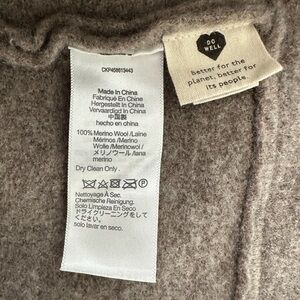 CKP458613443
Made In China
Fabriqué En Chine
Hergestellt In China
Vervaardigd In China
中国製
hecho en china
100% Merino Wool/Laine
Mérinos /Merino
Wolle/Merinowol/
メリノウール/lana
merino
Dry Clean Only.
Nettoyage À Sec.
Chemische Reinigung.
Solo Limpieza En Seco
ドライクリーニングをして
ください
solo lavar en seco.
DO
WELL
better for the
planet, better for
its people.